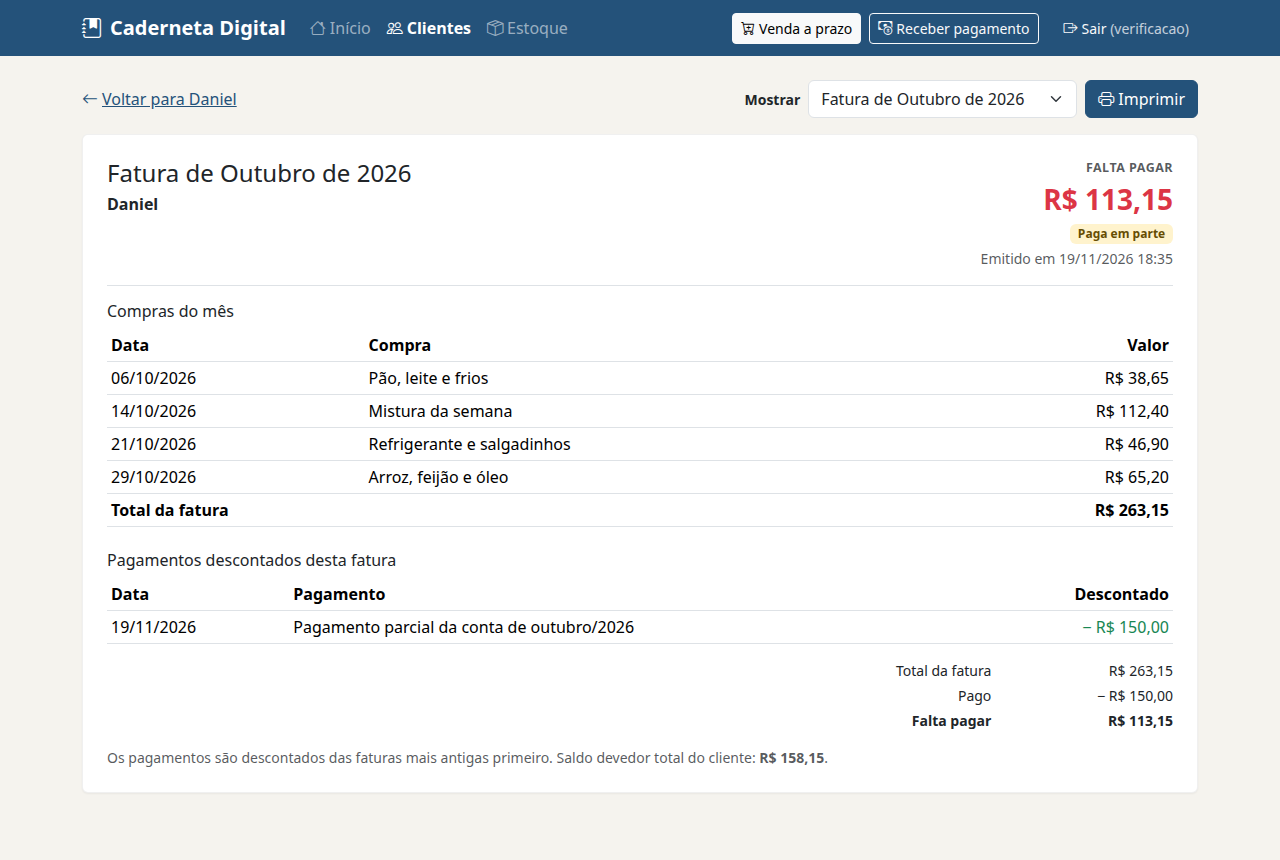 Caderneta Digital Início Clientes Estoque Venda a prazo Receber pagamento Sair (verificacao)
← Voltar para Daniel Mostrar Fatura de Outubro de 2026 Imprimir
Fatura de Outubro de 2026 FALTA PAGAR
Daniel R$ 113,15
Paga em parte
Emitido em 19/11/2026 18:35
Compras do mês
Data Compra Valor
06/10/2026 Pão, leite e frios R$ 38,65
14/10/2026 Mistura da semana R$ 112,40
21/10/2026 Refrigerante e salgadinhos R$ 46,90
29/10/2026 Arroz, feijão e óleo R$ 65,20
Total da fatura R$ 263,15
Pagamentos descontados desta fatura
Data Pagamento Descontado
19/11/2026 Pagamento parcial da conta de outubro/2026 − R$ 150,00
Total da fatura R$ 263,15
Pago − R$ 150,00
Falta pagar R$ 113,15
Os pagamentos são descontados das faturas mais antigas primeiro. Saldo devedor total do cliente: R$ 158,15.